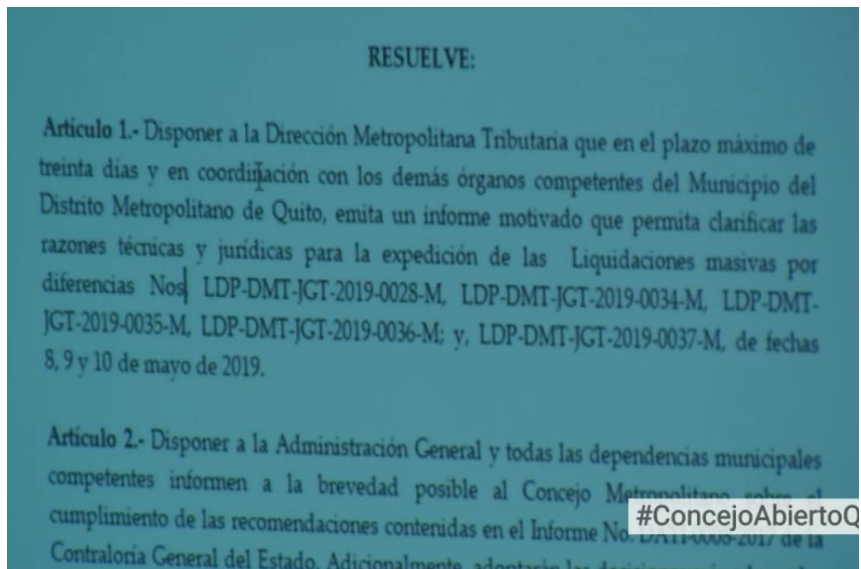 RESUELVE:
Artículo 1.- Disponer a la Dirección Metropolitana Tributaria que en el plazo máximo de
treinta días y en coordinación con los demás órganos competentes del Municipio del
Distrito Metropolitano de Quito, emita un informe motivado que permita clarificar las
razones técnicas y jurídicas para la expedición de las Liquidaciones masivas por
diferencias Nos LDP-DMT-JGT-2019-0028-M, LDP-DMT-JGT-2019-0034-M, LDP-DMT-
JGT-2019-0035-M, LDP-DMT-JGT-2019-0036-M; y, LDP-DMT-JGT-2019-0037-M, de fechas
8, 9 y 10 de mayo de 2019.
Artículo 2.- Disponer a la Administración General y todas las dependencias municipales
competentes informen a la brevedad posible al Concejo Metropolitano sobre el
cumplimiento de las recomendaciones contenidas en el Informe No. DATI-0008-2017 de la
#ConcejoAbiertoQ
Contraloría General del Estado. Adicionalmente, adoptarán las